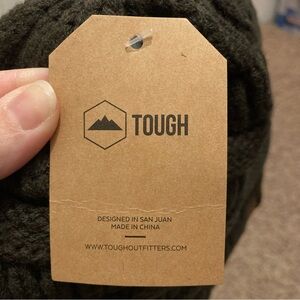 TOUGH
DESIGNED IN SAN JUAN
MADE IN CHINA
WWW.TOUGHOUTFITTERS.COM